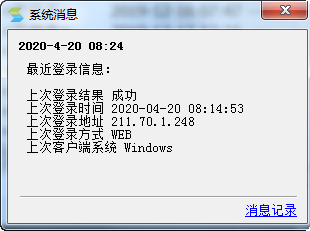 系统消息
2020-4-20 08:24
最近登录信息:
上次登录结果 成功
上次登录时间 2020-04-20 08:14:53
上次登录地址 211.70.1.248
上次登录方式 WEB
上次客户端系统 Windows
消息记录